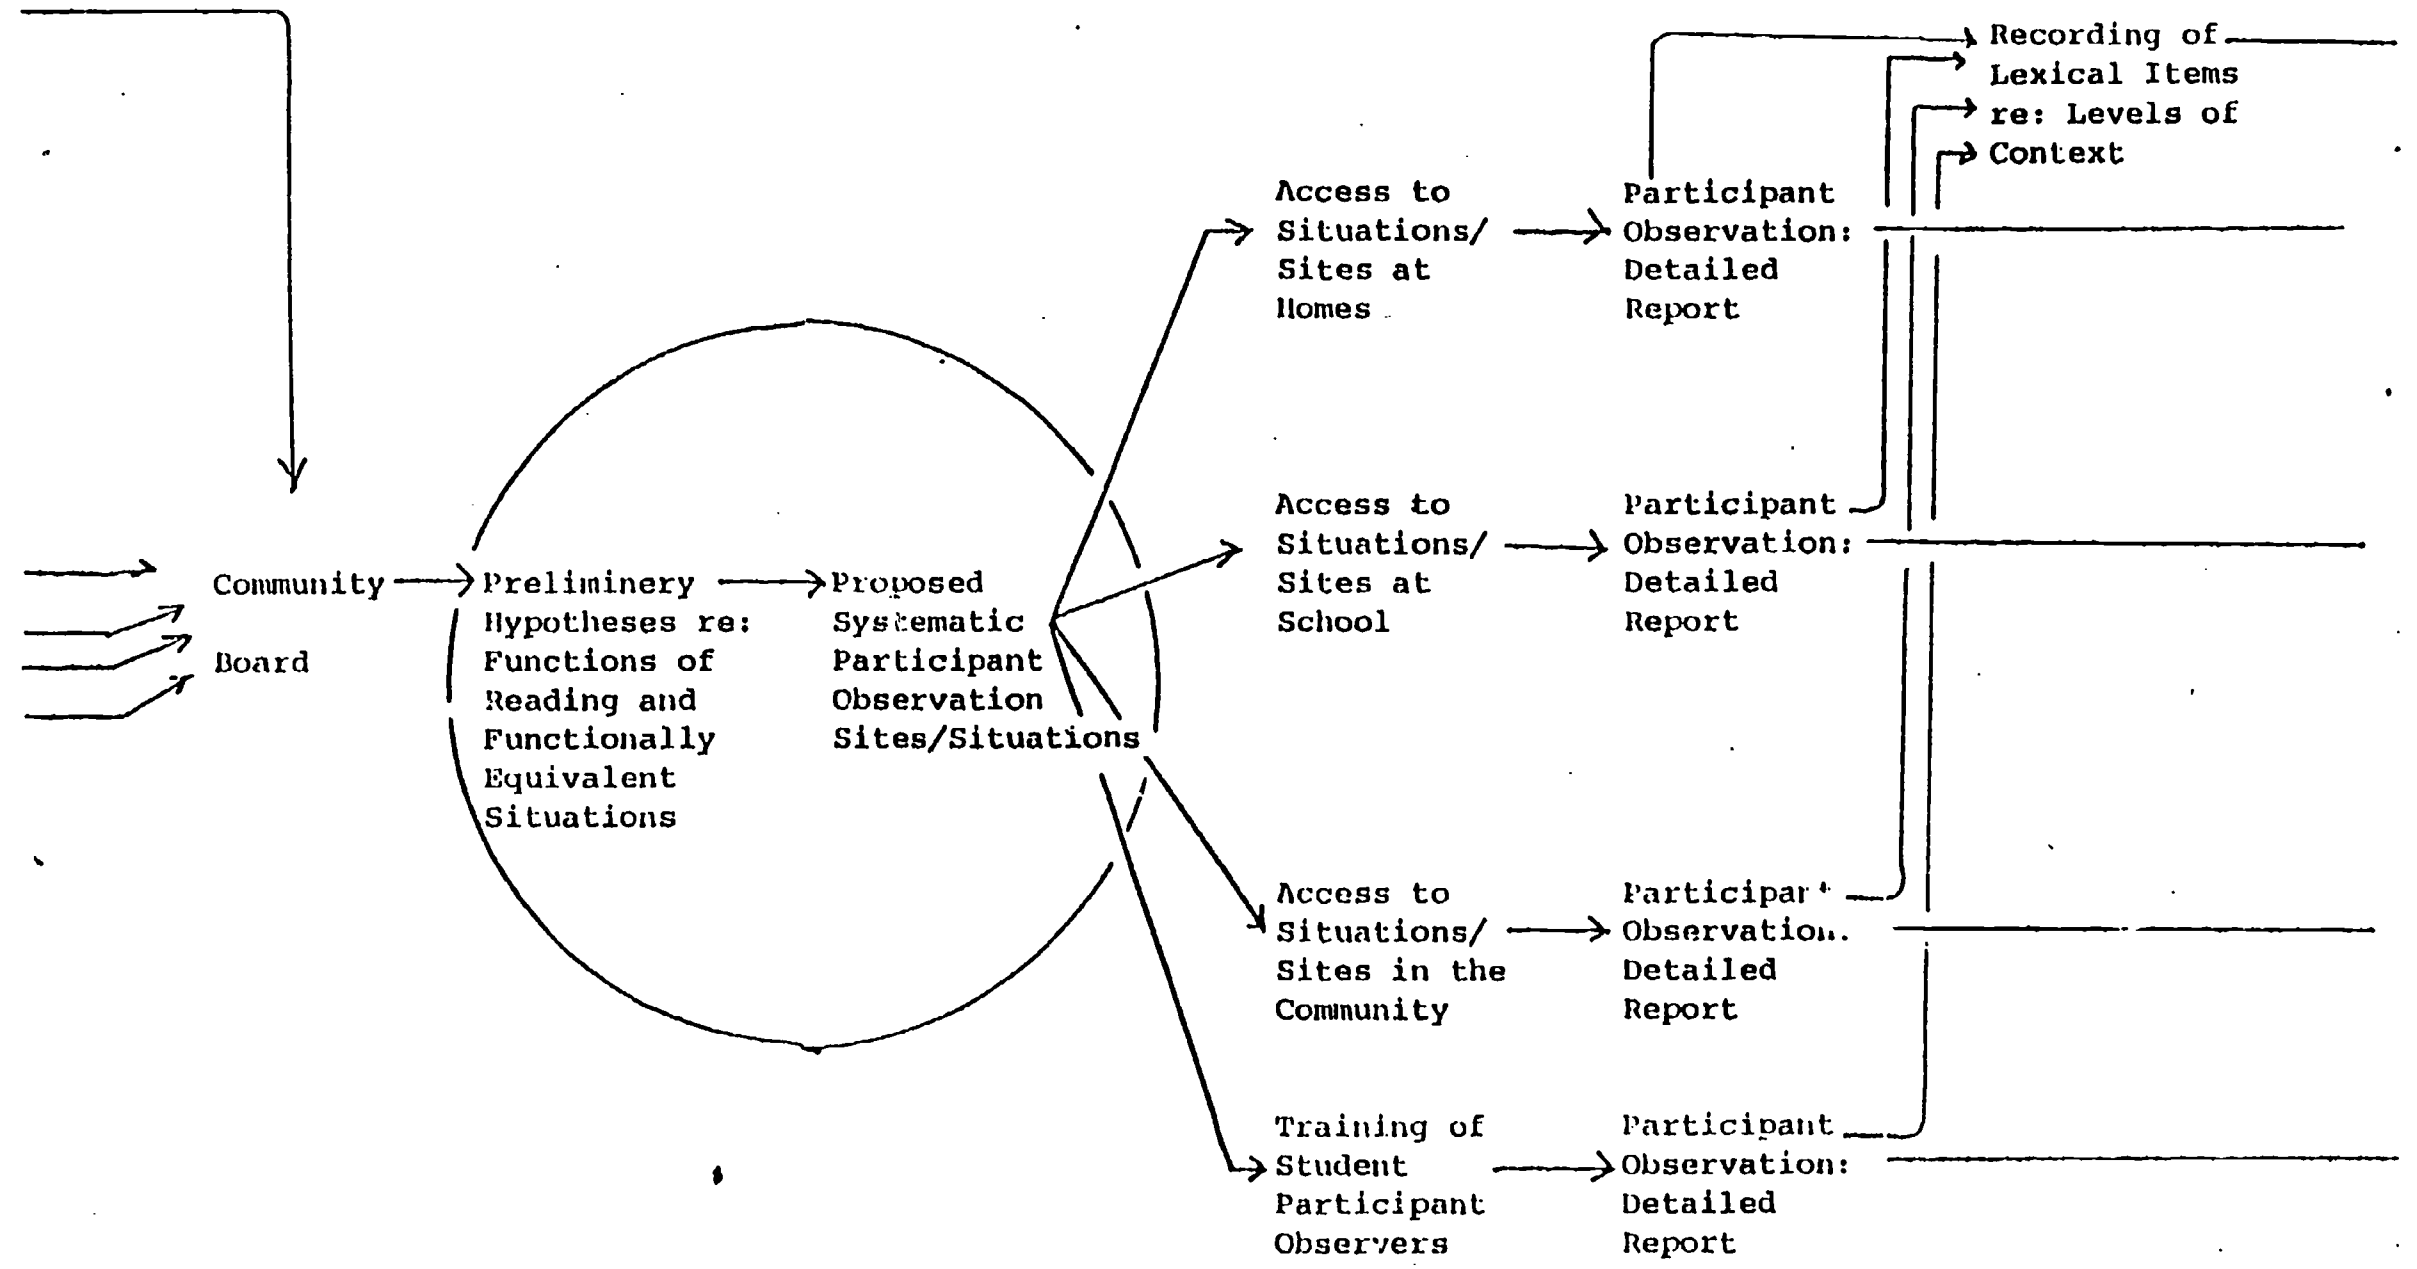 Recording of
Lexical Items
re: Levels of
Context
Access to
Situations/
Sites at
Homes
Participant
Observation:
Detailed
Report
Access to
Situations/
Sites at
School
Participant
Observation:
Detailed
Report
Community
Board
Preliminery
Hypotheses re:
Functions of
Reading and
Functionally
Equivalent
Situations
Proposed
Systematic
Participant
Observation
Sites/Situations
Access to
Situations/
Sites in the
Community
Participant
Observation.
Detailed
Report
Training of
Student
Participant
Observers
Participant
Observation:
Detailed
Report